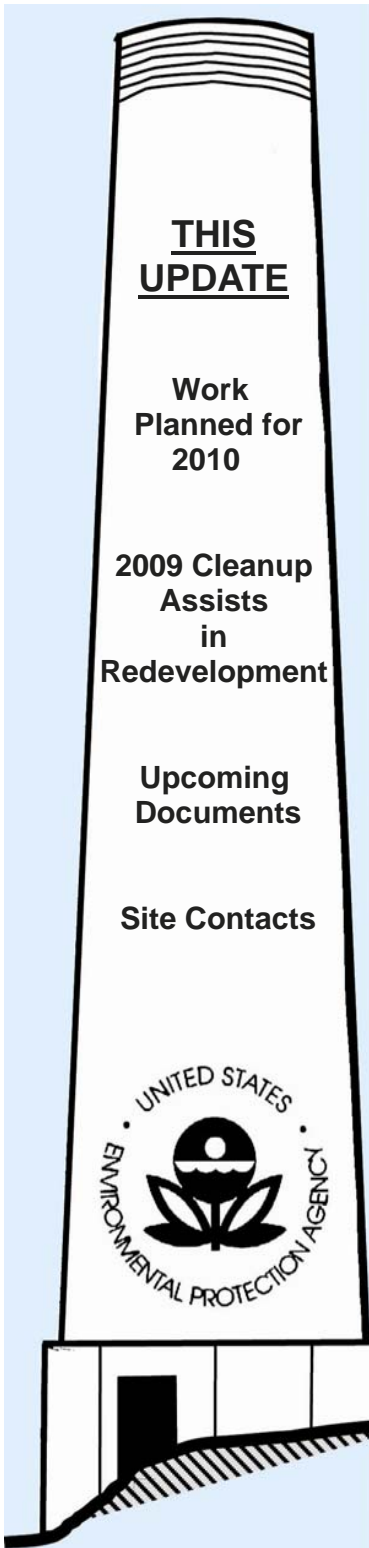 THIS
UPDATE
Work
Planned for
2010
2009 Cleanup
Assists
in
Redevelopment
Upcoming
Documents
Site Contacts
UNITED STATES
ENVIRONMENTAL PROTECTION AGENCY